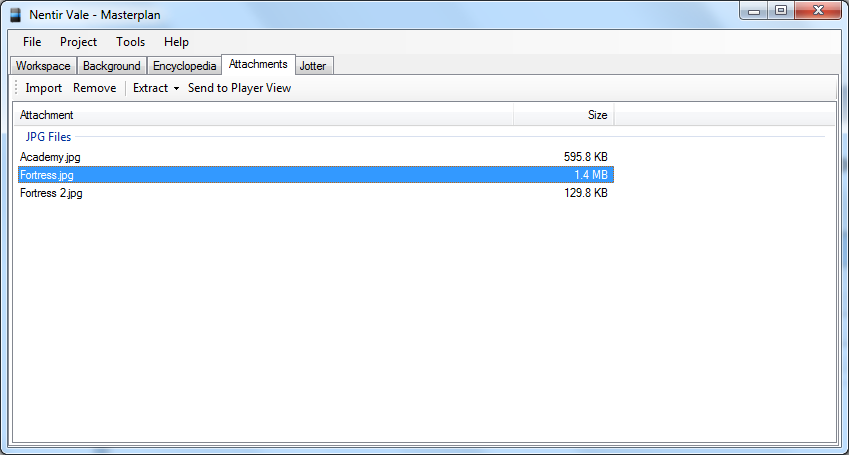 Nentir Vale - Masterplan
File Project Tools Help
Workspace Background Encyclopedia Attachments Jotter
Import Remove Extract Send to Player View
Attachment Size
JPG Files
Academy.jpg 595.8 KB
Fortress.jpg 1.4 MB
Fortress 2.jpg 129.8 KB